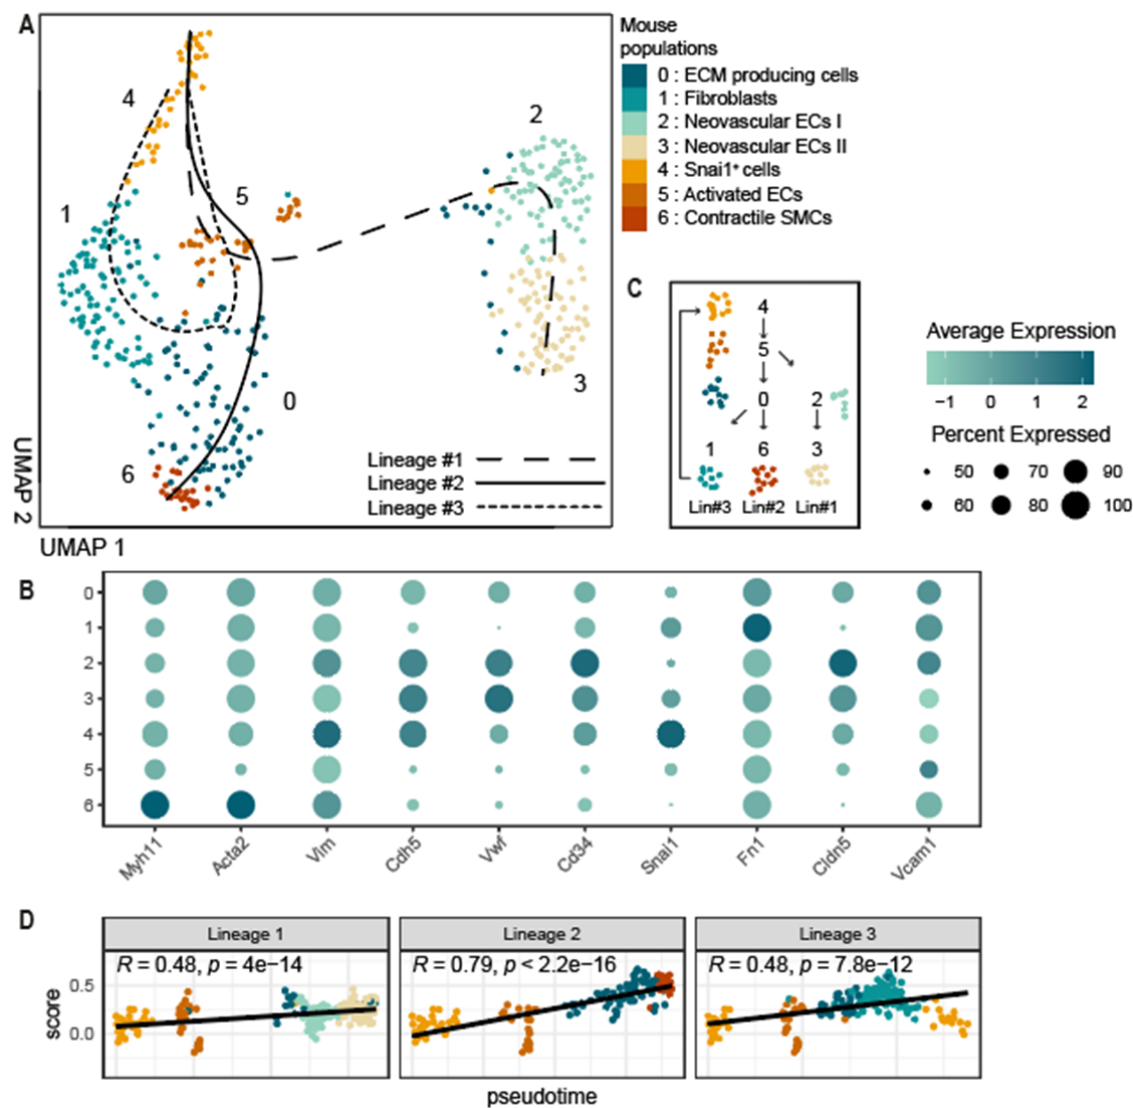 A
Mouse
populations
0 : ECM producing cells
1 : Fibroblasts
2 : Neovascular ECs I
3 : Neovascular ECs II
4 : Snai1+ cells
5 : Activated ECs
6 : Contractile SMCs
4
2
5
1
3
0
6
Lineage #1
Lineage #2
Lineage #3
UMAP 2
UMAP 1
C
4
5
0 2
1 6 3
Lin#3 Lin#2 Lin#1
Average Expression
−1 0 1 2
Percent Expressed
50 70 90
60 80 100
B
0
1
2
3
4
5
6
Myh11 Acta2 Vim Cdh5 Vwf Cd34 Snai1 Fn1 Cldn5 Vcam1
D
Lineage 1 Lineage 2 Lineage 3
R = 0.48, p = 4e−14 R = 0.79, p < 2.2e−16 R = 0.48, p = 7.8e−12
score
0.5
0.0
pseudotime